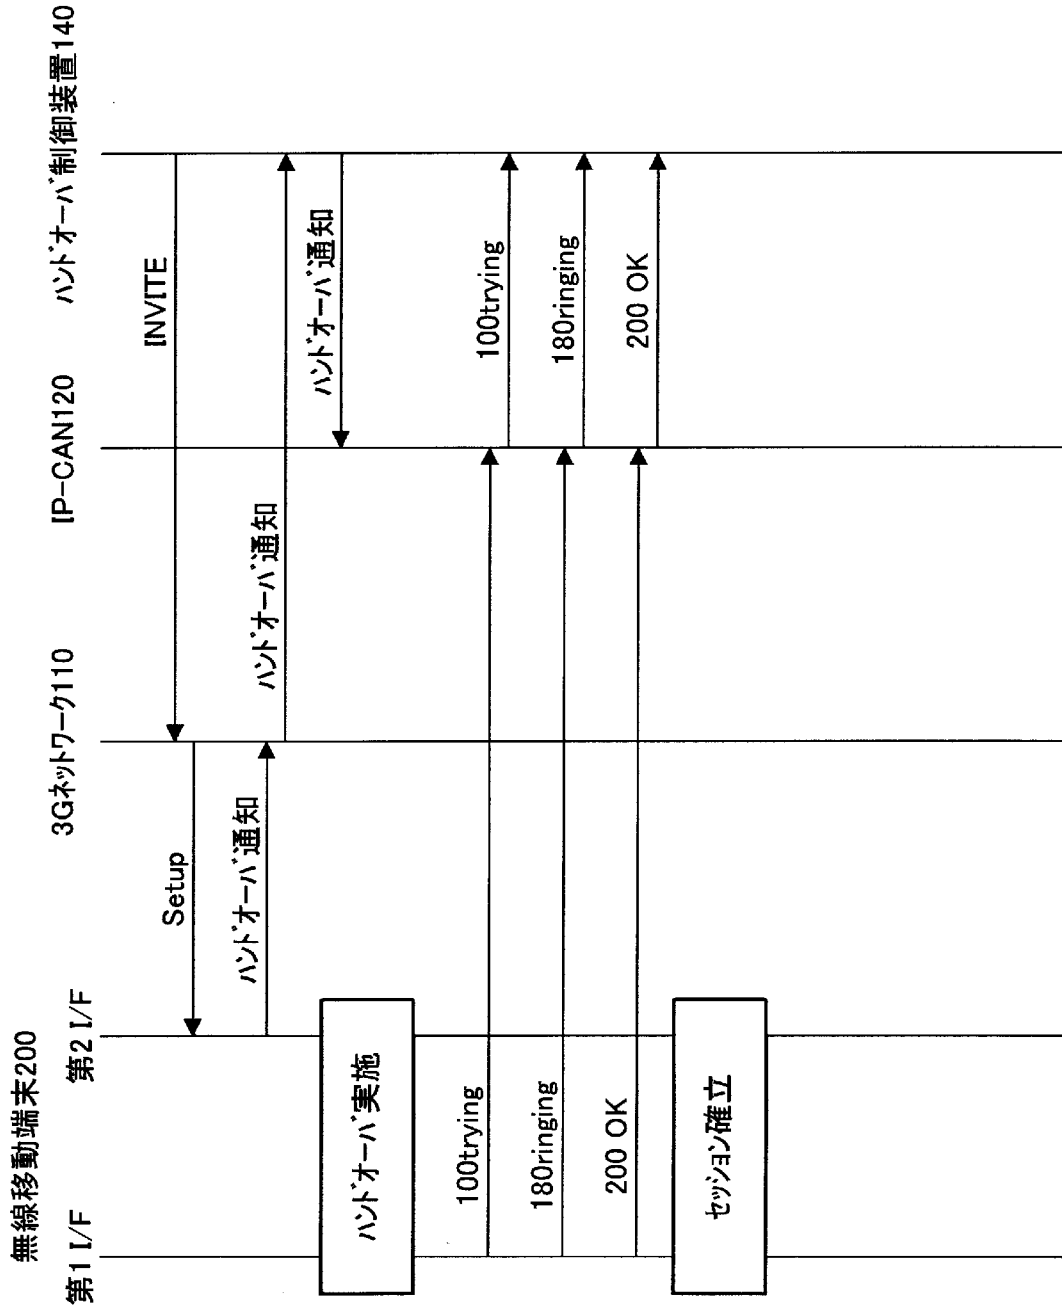 無線移動端末200
第1 I/F
第2 I/F
3Gネットワーク110
IP-CAN120
ハンドオーバ制御装置140
INVITE
Setup
ハンドオーバ通知
ハンドオーバ通知
ハンドオーバ実施
ハンドオーバ通知
100trying
100trying
180ringing
180ringing
200 OK
200 OK
セッション確立